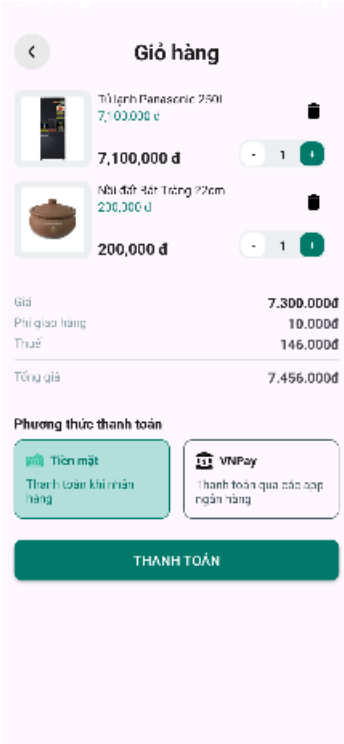 Giỏ hàng
Tủ lạnh Panasonic 250l
7,100,000 đ
7,100,000 đ
- 1 +
Nồi đất Bát Tràng 22cm
200,000 đ
200,000 đ
- 1 +
Giá 7.300.000đ
Phí giao hàng 10.000đ
Thuế 146.000đ
Tổng giá 7.456.000đ
Phương thức thanh toán
Tiền mặt
Thanh toán khi nhận
hàng
VNPay
Thanh toán qua các app
ngân hàng
THANH TOÁN